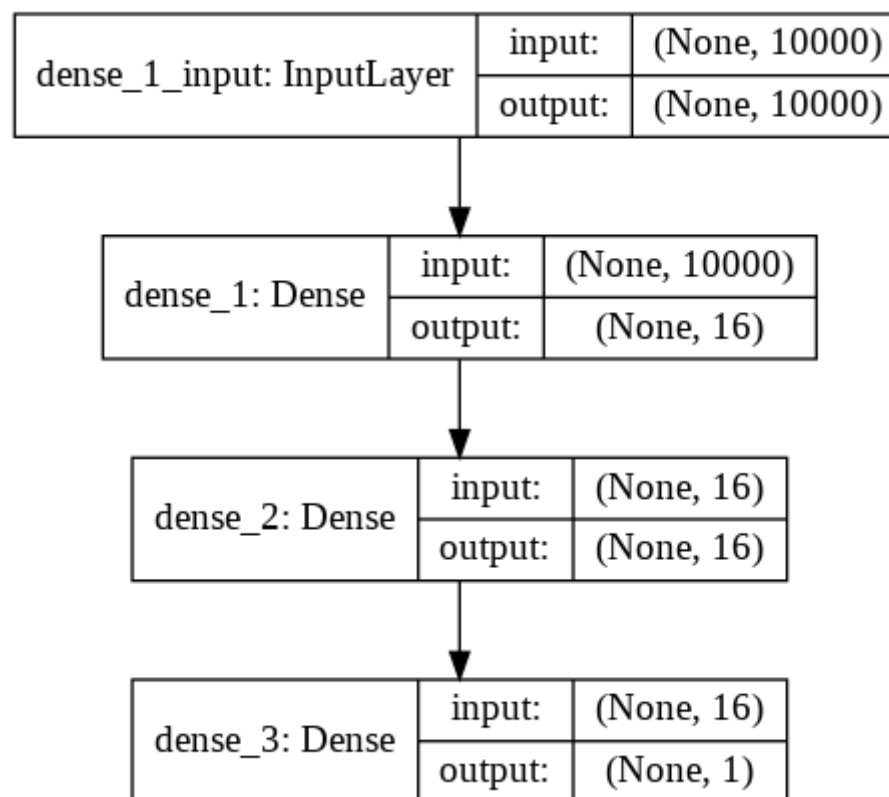 dense_1_input: InputLayer
input: (None, 10000)
output: (None, 10000)
dense_1: Dense
input: (None, 10000)
output: (None, 16)
dense_2: Dense
input: (None, 16)
output: (None, 16)
dense_3: Dense
input: (None, 16)
output: (None, 1)